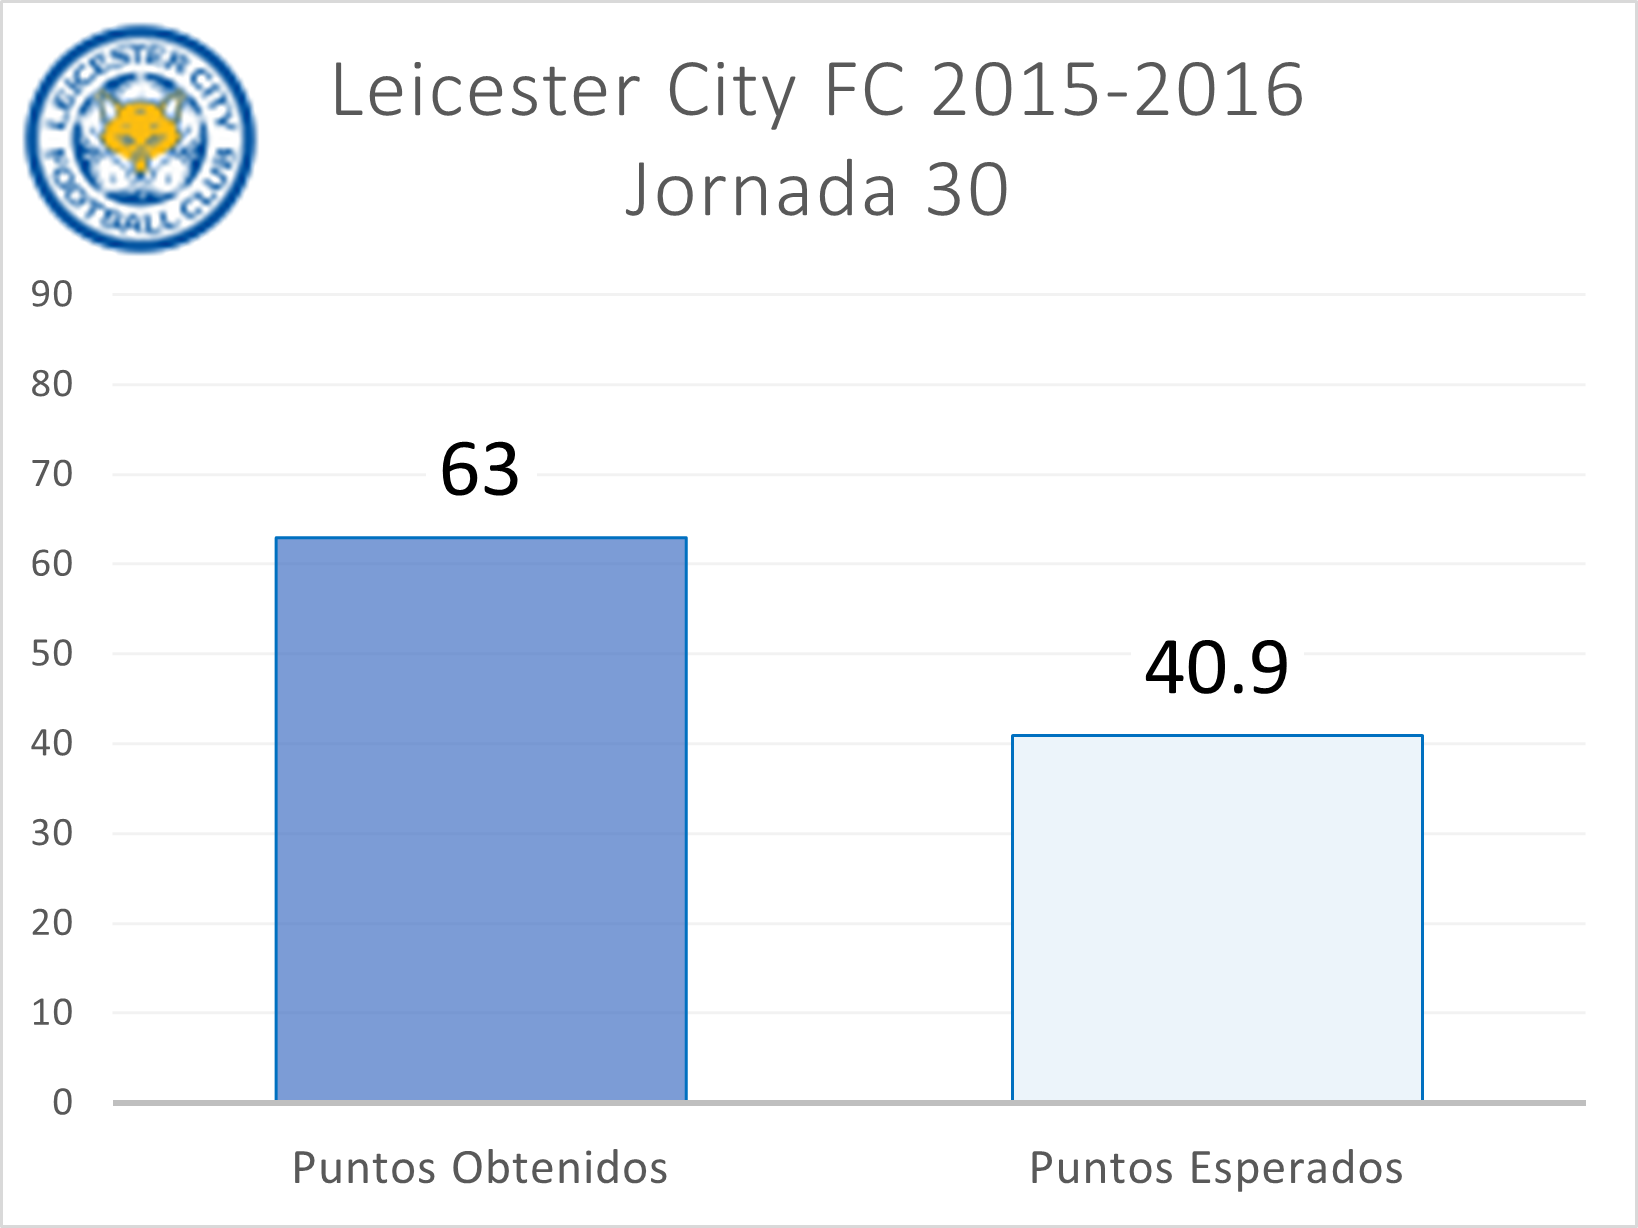 LEICESTER CITY
FOOTBALL CLUB
Leicester City FC 2015-2016
Jornada 30
90
80
70
60
50
40
30
20
10
0
63
40.9
Puntos Obtenidos
Puntos Esperados